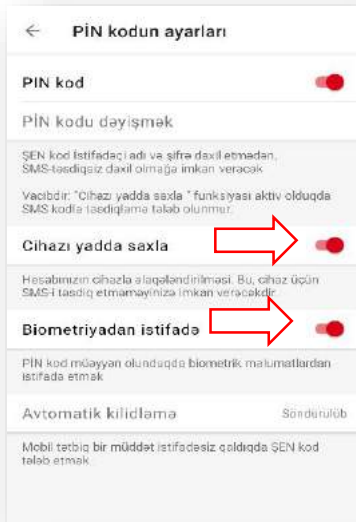 PİN kodun ayarları
PIN kod
PİN kodu dəyişmək
ŞEN kod İstifadəçi adı və şifrə daxil etmədən,
SMS-təsdiqsiz daxil olmağa imkan verəcək
Vacibdir: "Cihazı yadda saxla " funksiyası aktiv olduqda
SMS kodla təsdiqləmə tələb olunmur.
Cihazı yadda saxla
Hesabınızın cihazla əlaqələndirilməsi. Bu, cihaz üçün
SMS-i təsdiq etməməyinizə imkan verəcəkdir
Biometriyadan istifadə
PİN kod müəyyən olunduqda biometrik məlumatlardan
istifadə etmək
Avtomatik kilidləmə Söndürülüb
Mobil tətbiq bir müddət istifadəsiz qaldıqda ŞEN kod
tələb etmək